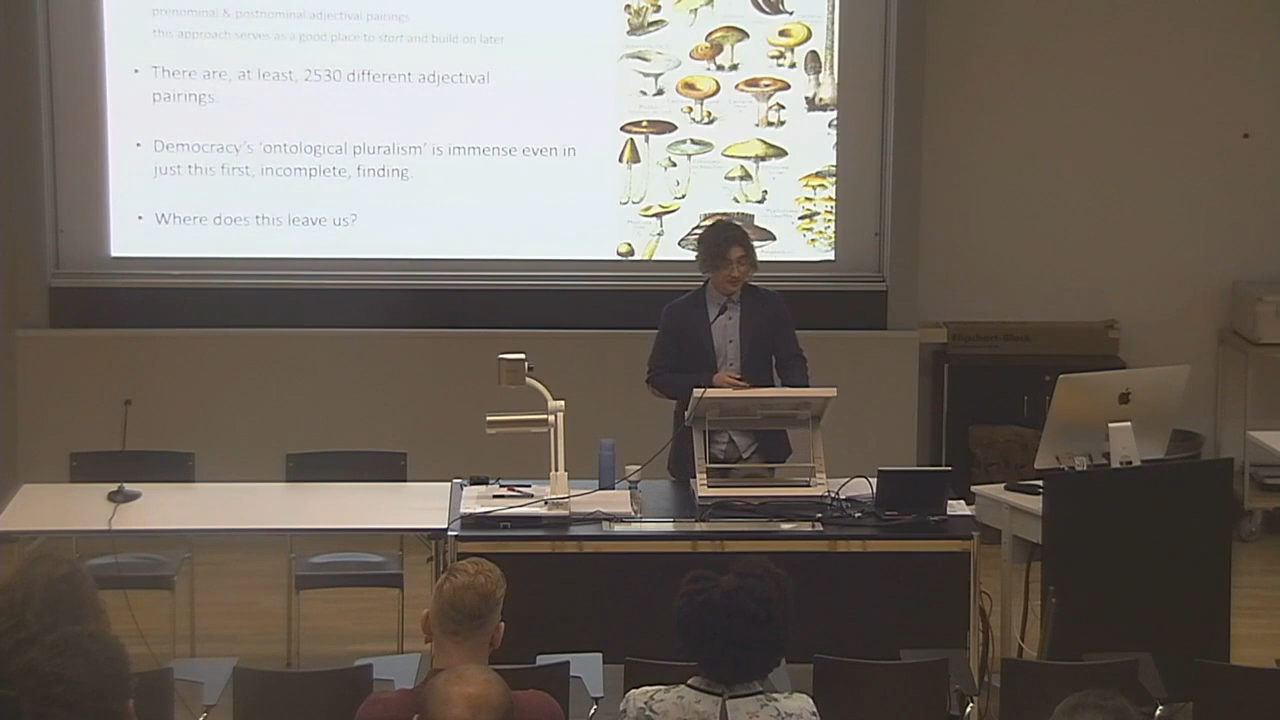 prenominal & postnominal adjectival pairings
this approach serves as a good place to start and build on later
• There are, at least, 2530 different adjectival
pairings.
• Democracy's 'ontological pluralism' is immense even in
just this first, incomplete, finding.
• Where does this leave us?
Flipchart-Block